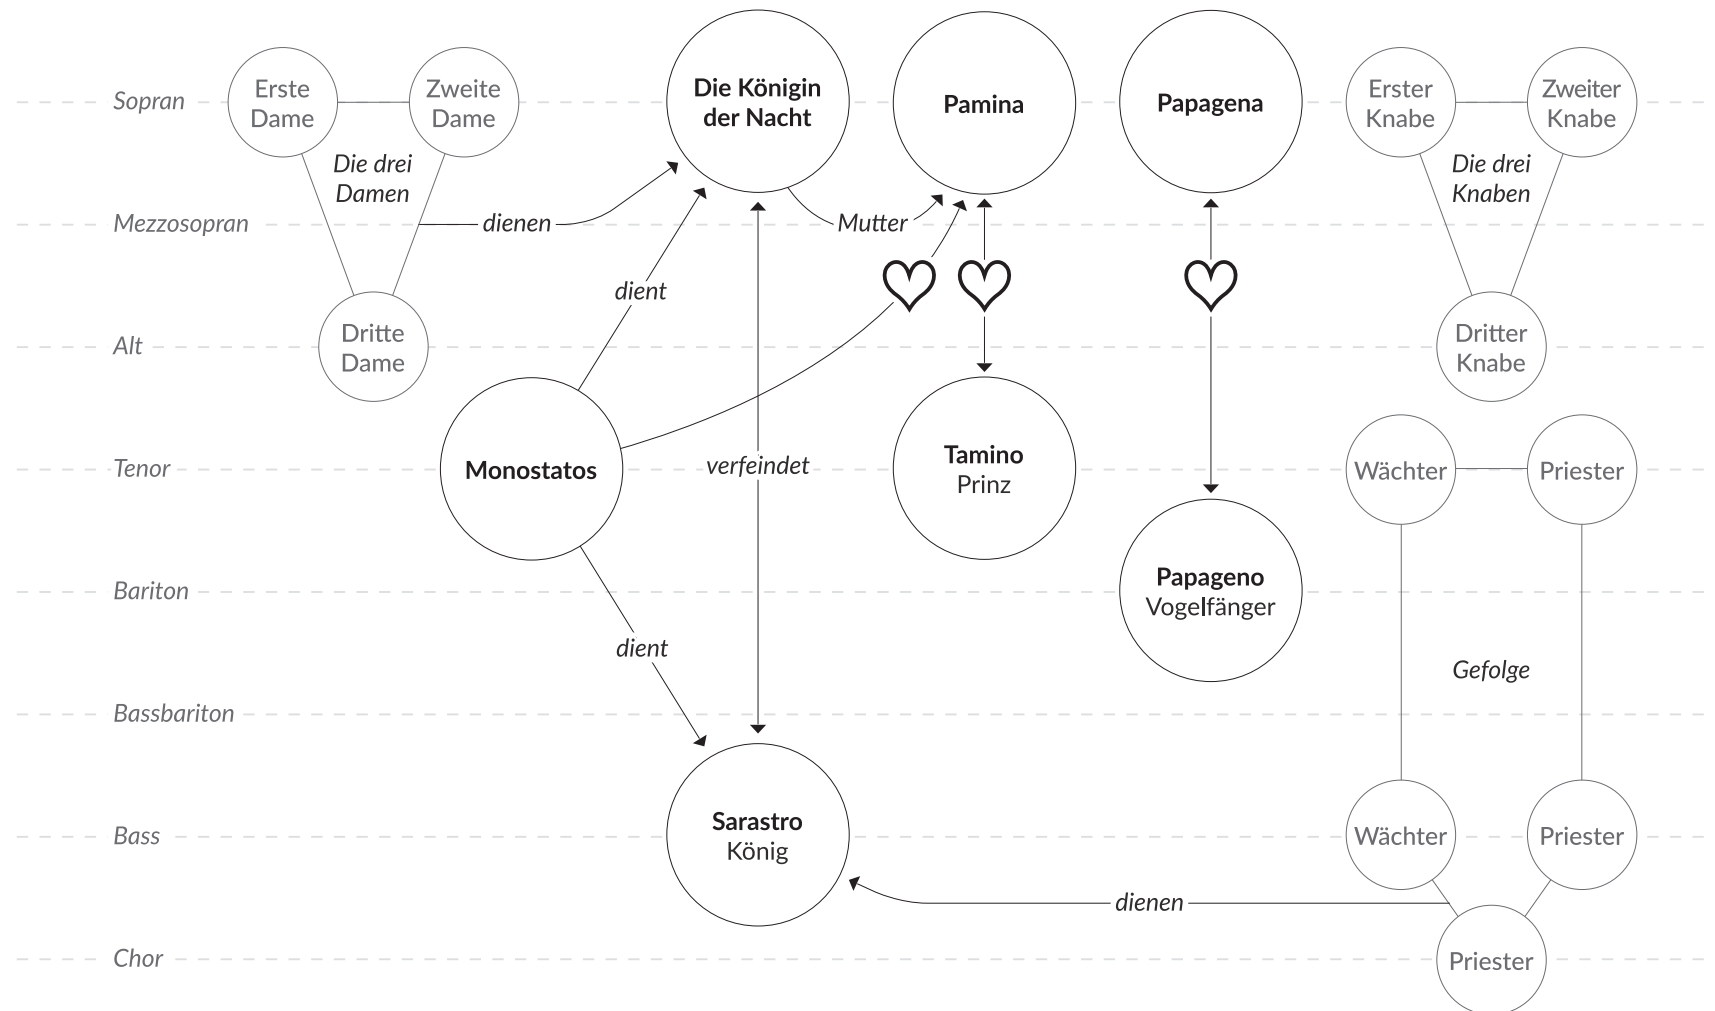 Sopran
Erste
Dame
Zweite
Dame
Die Königin
der Nacht
Pamina
Papagena
Erster
Knabe
Zweiter
Knabe
Die drei
Damen
Die drei
Knaben
Mezzosopran
dienen
Mutter
dient
Alt
Dritte
Dame
Dritter
Knabe
Tenor
Monostatos
verfeindet
Tamino
Prinz
Wächter
Priester
Bariton
Papageno
Vogelfänger
dient
Gefolge
Bassbariton
Bass
Sarastro
König
Wächter
Priester
dienen
Chor
Priester